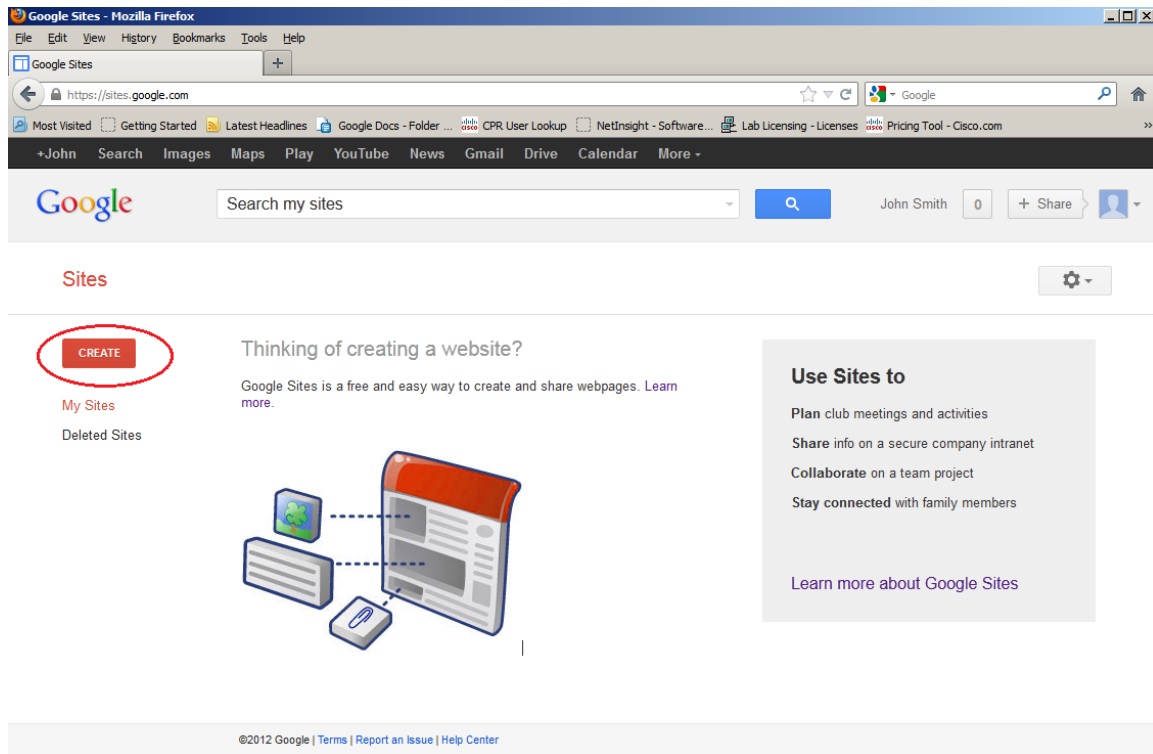 Google Sites - Mozilla Firefox
File Edit View History Bookmarks Tools Help
Google Sites +
https://sites.google.com Google
Most Visited Getting Started Latest Headlines Google Docs - Folder ... CPR User Lookup NetInsight - Software... Lab Licensing - Licenses Pricing Tool - Cisco.com »
+John Search Images Maps Play YouTube News Gmail Drive Calendar More
Google Search my sites John Smith 0 + Share
Sites
CREATE
My Sites
Deleted Sites
Thinking of creating a website?
Google Sites is a free and easy way to create and share webpages. Learn
more.
Use Sites to
Plan club meetings and activities
Share info on a secure company intranet
Collaborate on a team project
Stay connected with family members
Learn more about Google Sites
©2012 Google | Terms | Report an Issue | Help Center